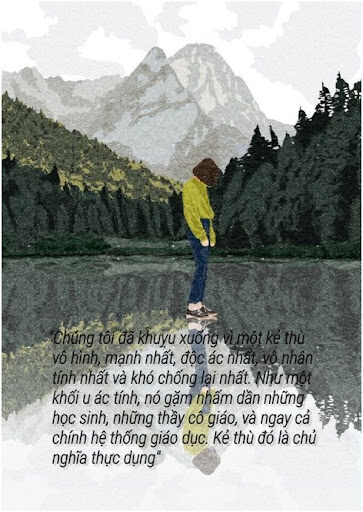 "Chúng tôi đã khuỵu xuống vì một kẻ thù
vô hình, mạnh nhất, độc ác nhất, vô nhân
tính nhất và khó chống lại nhất. Như một
khối u ác tính, nó gặm nhấm dần những
học sinh, những thầy cô giáo, và ngay cả
chính hệ thống giáo dục. Kẻ thù đó là chủ
nghĩa thực dụng"